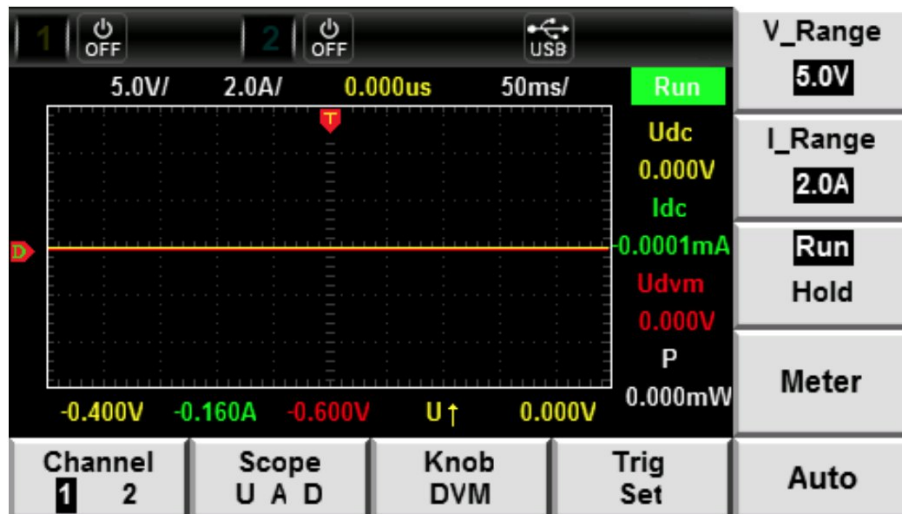 1 OFF 2 OFF USB
5.0V/ 2.0A/ 0.000us 50ms/ Run
T
D
Udc
0.000V
Idc
-0.0001mA
Udvm
0.000V
P
0.000mW
-0.400V -0.160A -0.600V U↑ 0.000V
V_Range
5.0V
I_Range
2.0A
Run
Hold
Meter
Auto
Channel
1 2
Scope
U A D
Knob
DVM
Trig
Set